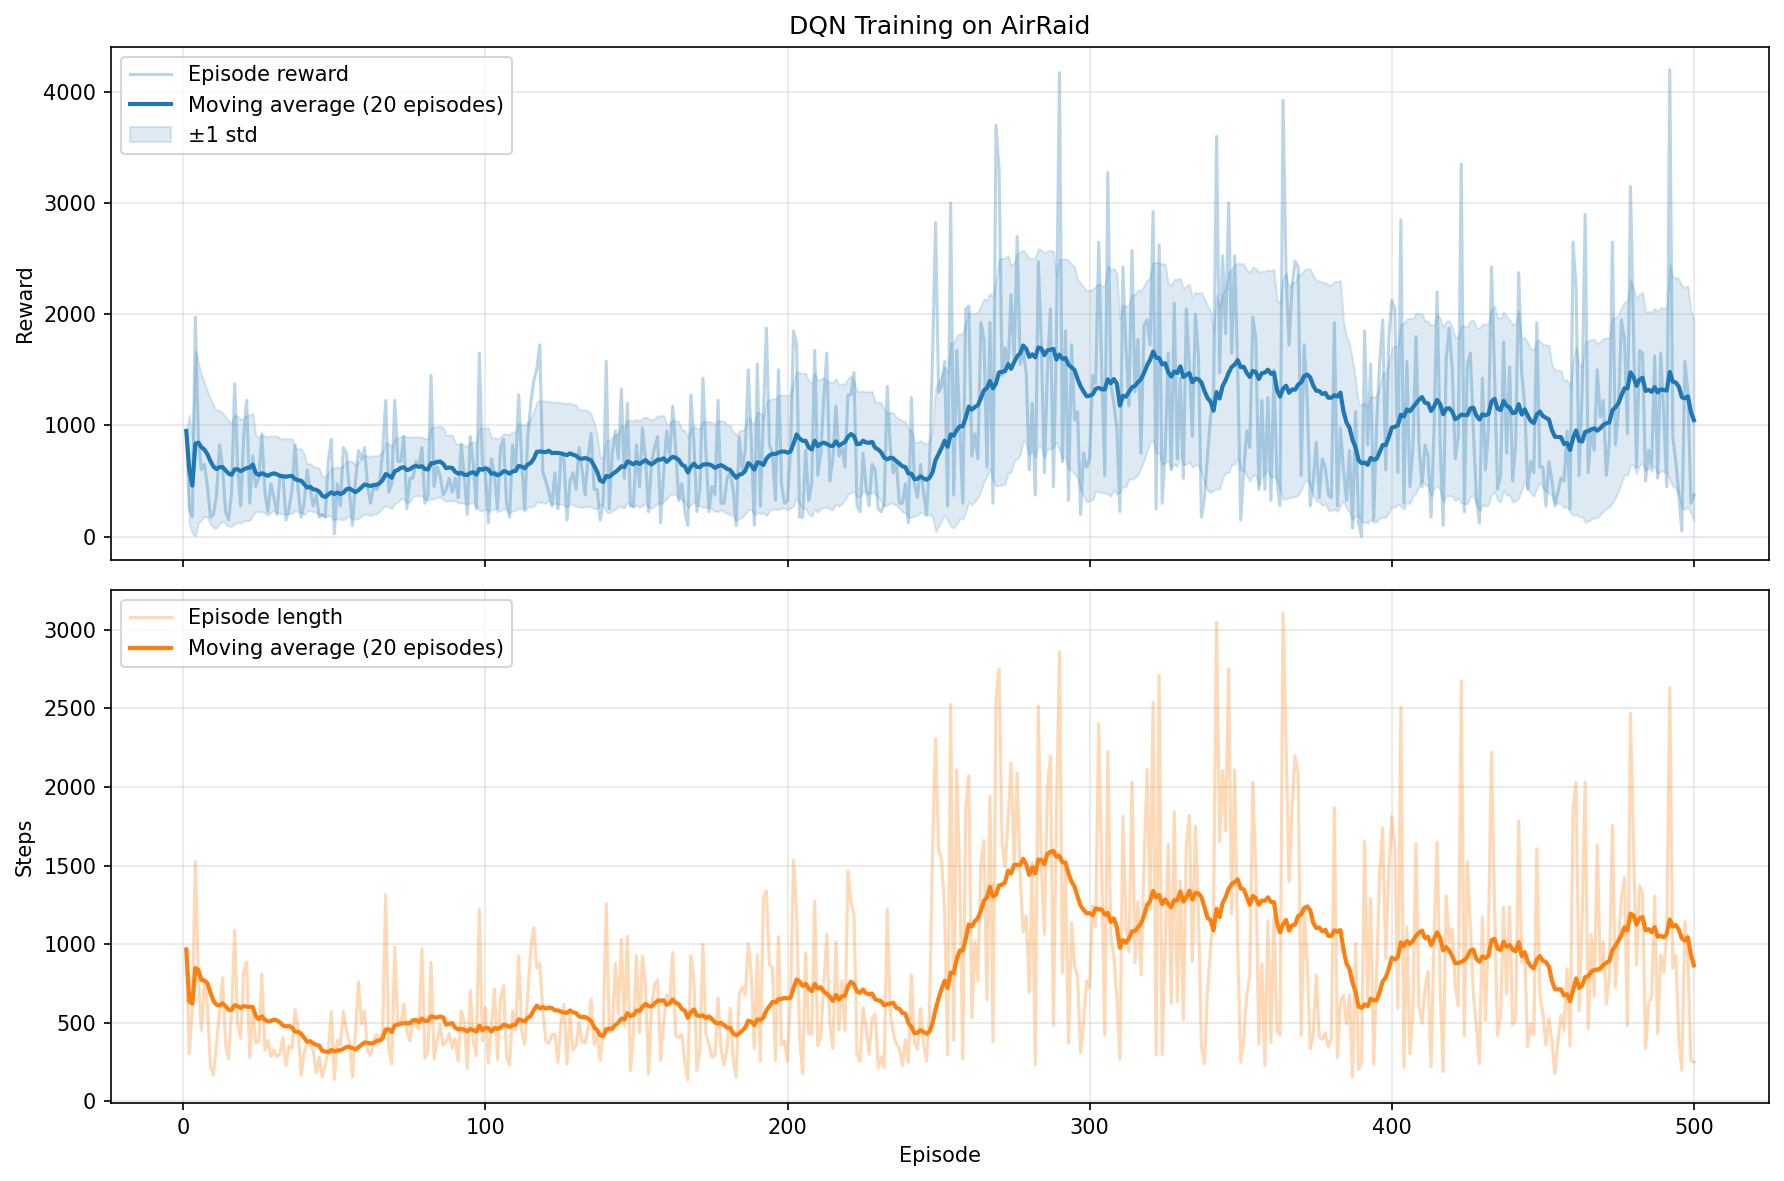 DQN Training on AirRaid
Episode reward
Moving average (20 episodes)
±1 std
Reward
4000
3000
2000
1000
0
Episode length
Moving average (20 episodes)
Steps
3000
2500
2000
1500
1000
500
0
0 100 200 300 400 500
Episode